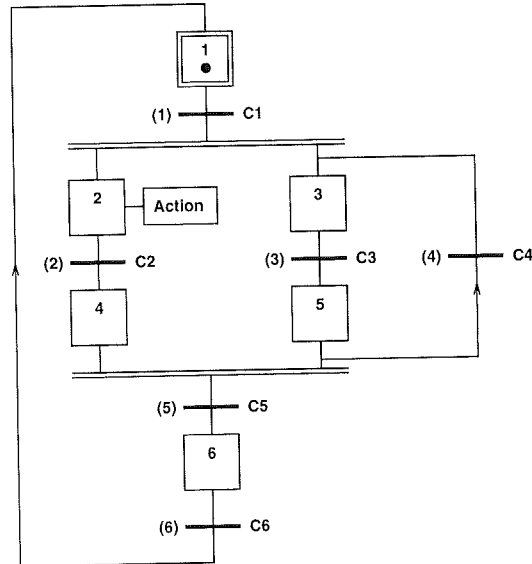 1
(1) C1
2 Action 3
(2) C2 (3) C3 (4) C4
4 5
(5) C5
6
(6) C6